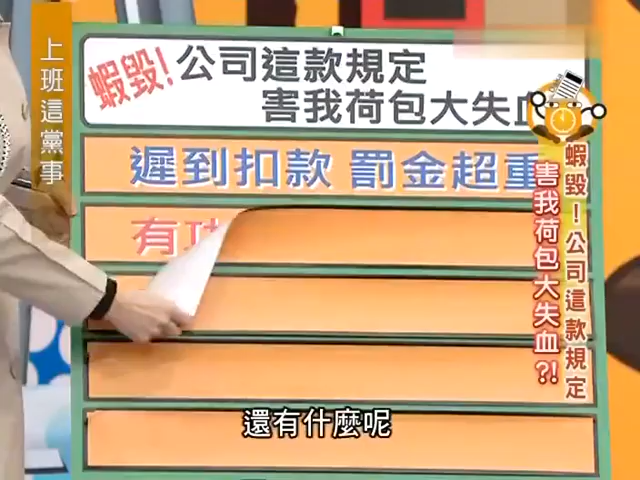 上班這黨事
蝦毀!公司這款規定
害我荷包大失血
遲到扣款 罰金超重
有功
蝦毀!公司這款規定
害我荷包大失血?!
還有什麼呢